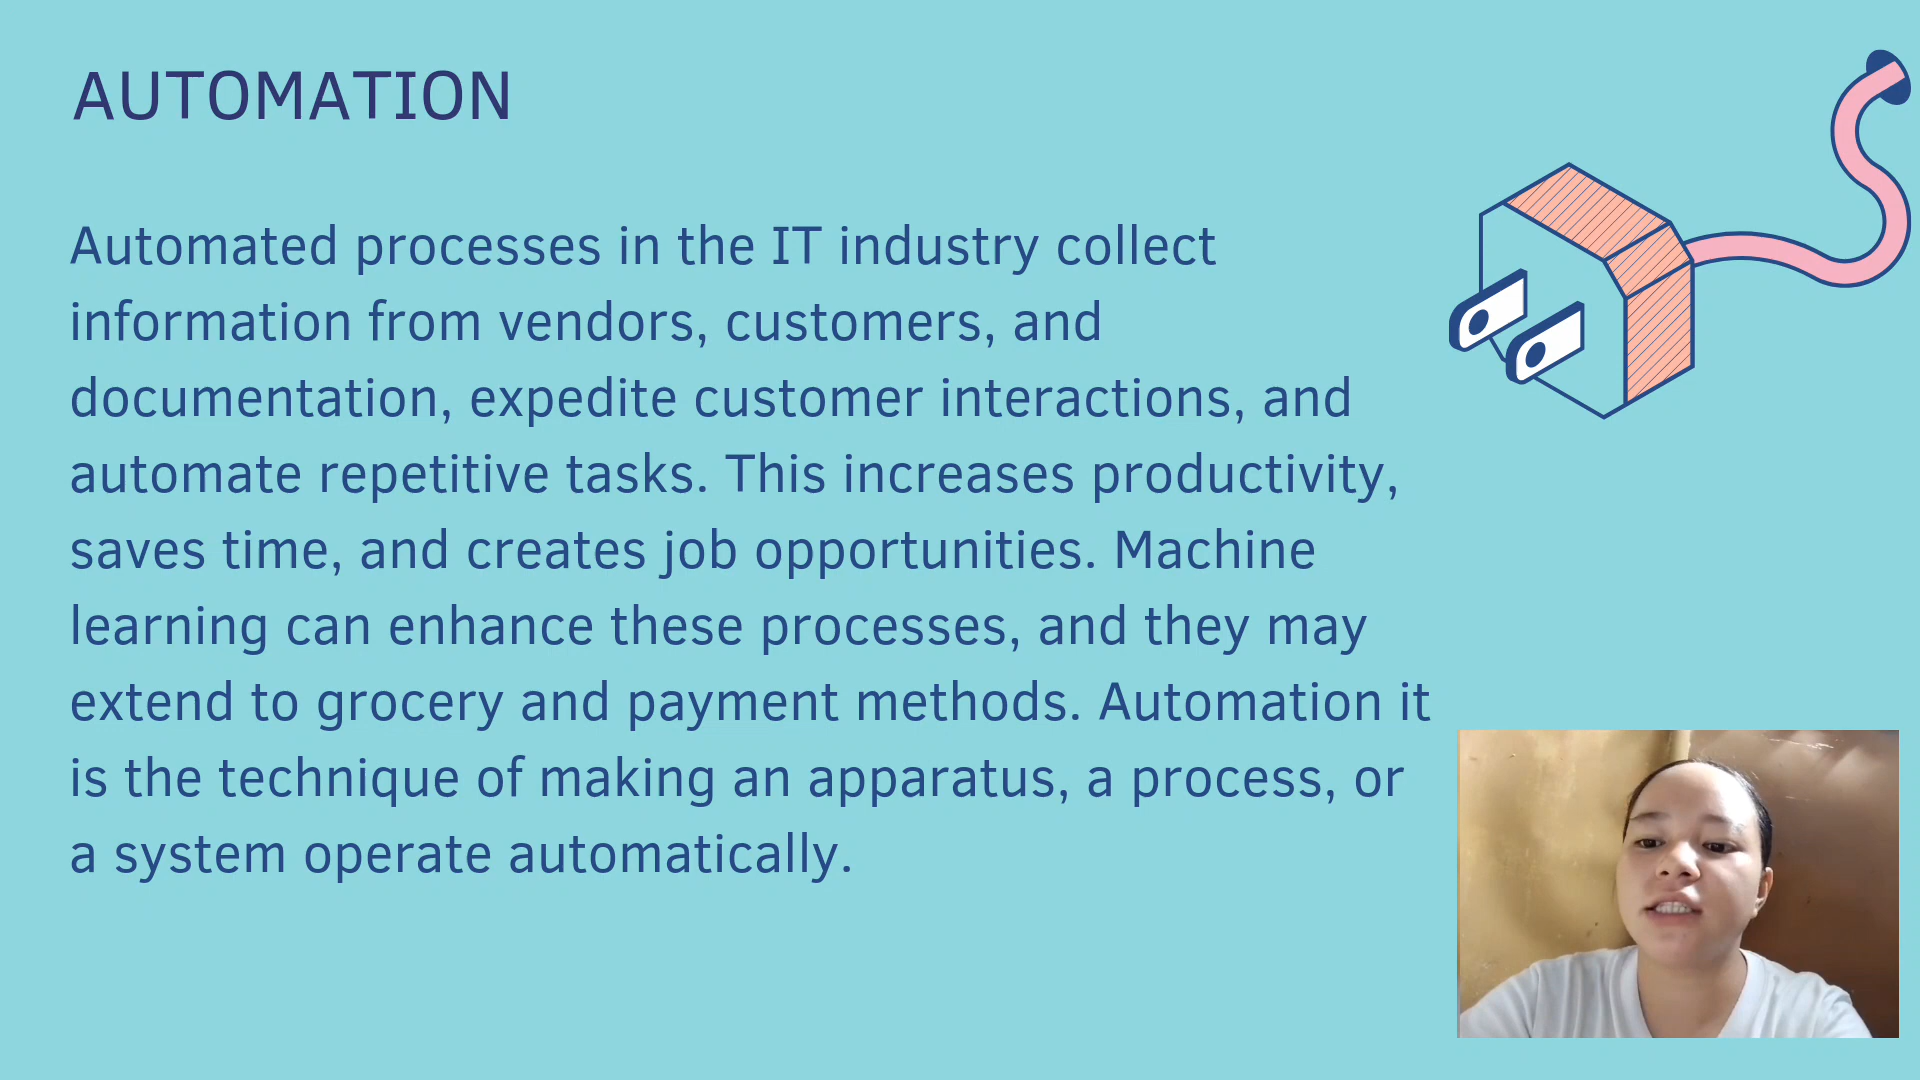 AUTOMATION
Automated processes in the IT industry collect
information from vendors, customers, and
documentation, expedite customer interactions, and
automate repetitive tasks. This increases productivity,
saves time, and creates job opportunities. Machine
learning can enhance these processes, and they may
extend to grocery and payment methods. Automation it
is the technique of making an apparatus, a process, or
a system operate automatically.